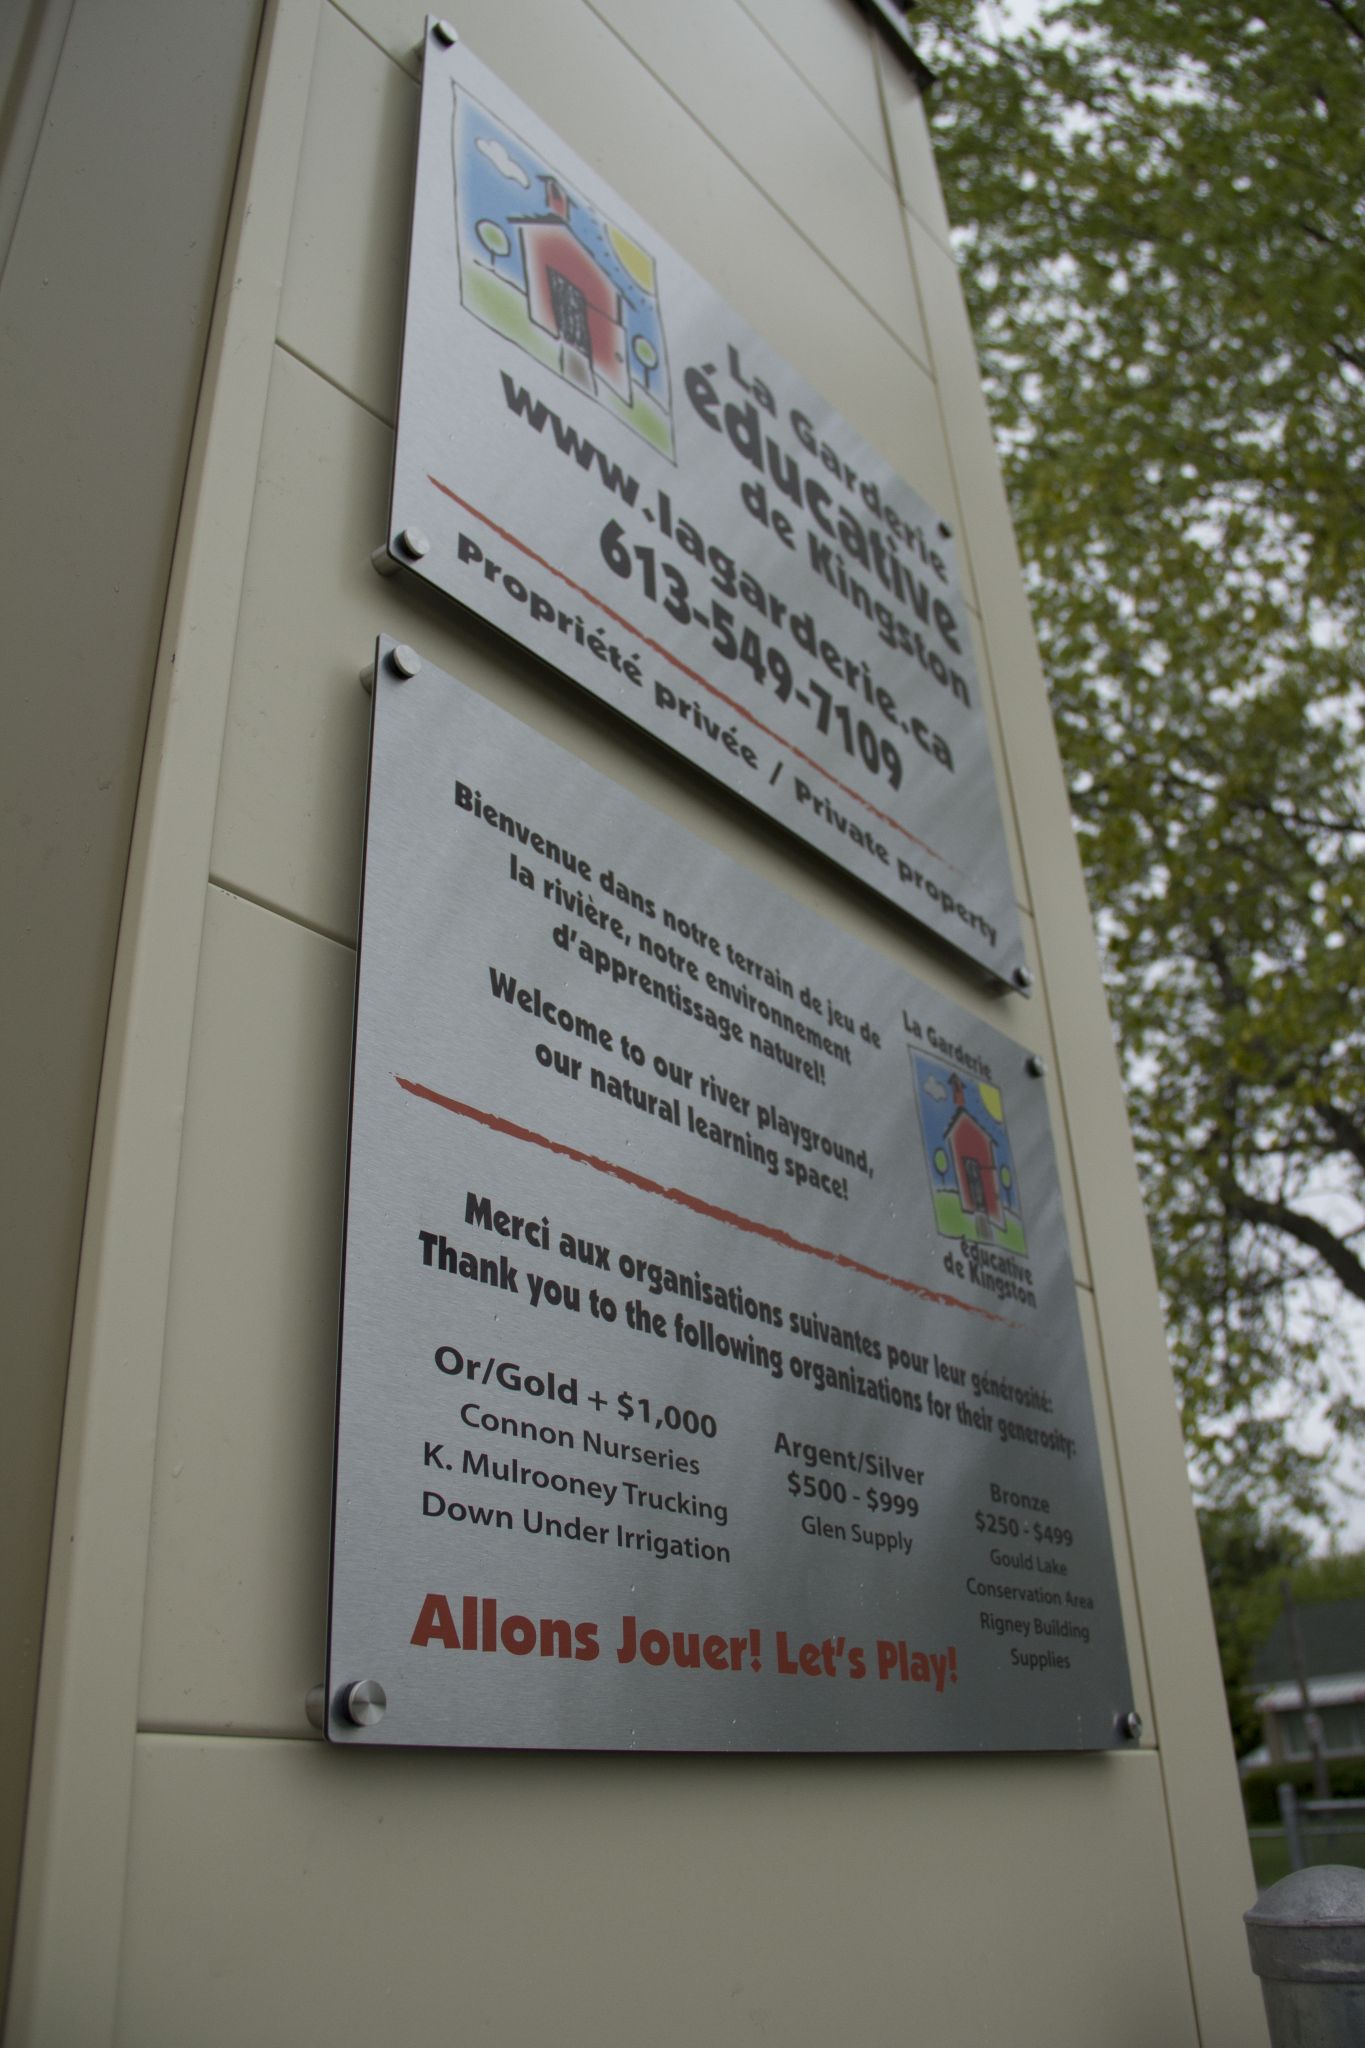 La Garderie
éducative
de Kingston
www.lagarderie.ca
613-549-7109
Propriété privée / Private property
Bienvenue dans notre terrain de jeu de
la rivière, notre environnement
d'apprentissage naturel!
Welcome to our river playground,
our natural learning space!
La Garderie
éducative
de Kingston
Merci aux organisations suivantes pour leur générosité:
Thank you to the following organizations for their generosity:
Or/Gold + $1,000
Connon Nurseries
K. Mulrooney Trucking
Down Under Irrigation
Argent/Silver
$500 - $999
Glen Supply
Bronze
$250 - $499
Gould Lake
Conservation Area
Rigney Building
Supplies
Allons Jouer! Let's Play!